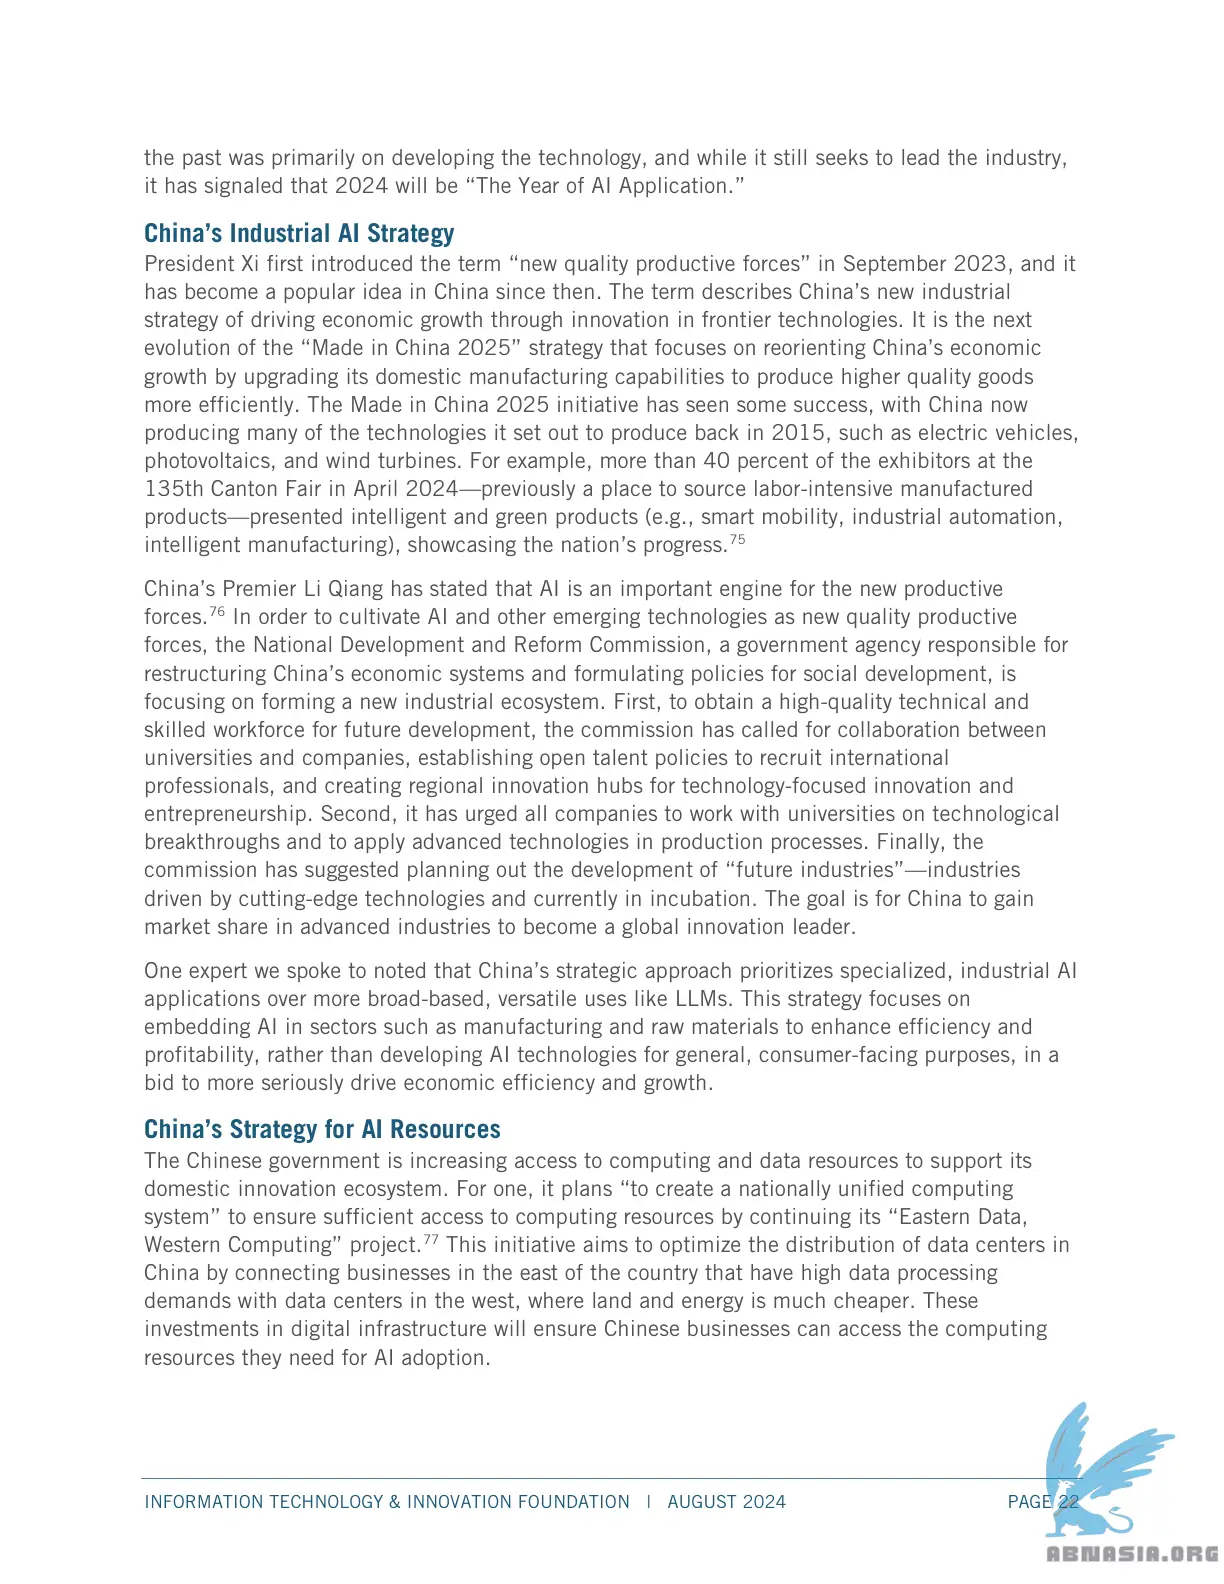 the past was primarily on developing the technology, and while it still seeks to lead the industry,
it has signaled that 2024 will be “The Year of AI Application.”
China’s Industrial AI Strategy
President Xi first introduced the term “new quality productive forces” in September 2023, and it
has become a popular idea in China since then. The term describes China’s new industrial
strategy of driving economic growth through innovation in frontier technologies. It is the next
evolution of the “Made in China 2025” strategy that focuses on reorienting China’s economic
growth by upgrading its domestic manufacturing capabilities to produce higher quality goods
more efficiently. The Made in China 2025 initiative has seen some success, with China now
producing many of the technologies it set out to produce back in 2015, such as electric vehicles,
photovoltaics, and wind turbines. For example, more than 40 percent of the exhibitors at the
135th Canton Fair in April 2024—previously a place to source labor-intensive manufactured
products—presented intelligent and green products (e.g., smart mobility, industrial automation,
intelligent manufacturing), showcasing the nation’s progress.75
China’s Premier Li Qiang has stated that AI is an important engine for the new productive
forces.76 In order to cultivate AI and other emerging technologies as new quality productive
forces, the National Development and Reform Commission, a government agency responsible for
restructuring China’s economic systems and formulating policies for social development, is
focusing on forming a new industrial ecosystem. First, to obtain a high-quality technical and
skilled workforce for future development, the commission has called for collaboration between
universities and companies, establishing open talent policies to recruit international
professionals, and creating regional innovation hubs for technology-focused innovation and
entrepreneurship. Second, it has urged all companies to work with universities on technological
breakthroughs and to apply advanced technologies in production processes. Finally, the
commission has suggested planning out the development of “future industries”—industries
driven by cutting-edge technologies and currently in incubation. The goal is for China to gain
market share in advanced industries to become a global innovation leader.
One expert we spoke to noted that China’s strategic approach prioritizes specialized, industrial AI
applications over more broad-based, versatile uses like LLMs. This strategy focuses on
embedding AI in sectors such as manufacturing and raw materials to enhance efficiency and
profitability, rather than developing AI technologies for general, consumer-facing purposes, in a
bid to more seriously drive economic efficiency and growth.
China’s Strategy for AI Resources
The Chinese government is increasing access to computing and data resources to support its
domestic innovation ecosystem. For one, it plans “to create a nationally unified computing
system” to ensure sufficient access to computing resources by continuing its “Eastern Data,
Western Computing” project.77 This initiative aims to optimize the distribution of data centers in
China by connecting businesses in the east of the country that have high data processing
demands with data centers in the west, where land and energy is much cheaper. These
investments in digital infrastructure will ensure Chinese businesses can access the computing
resources they need for AI adoption.
INFORMATION TECHNOLOGY & INNOVATION FOUNDATION | AUGUST 2024 PAGE 22
ABNASIA.ORG